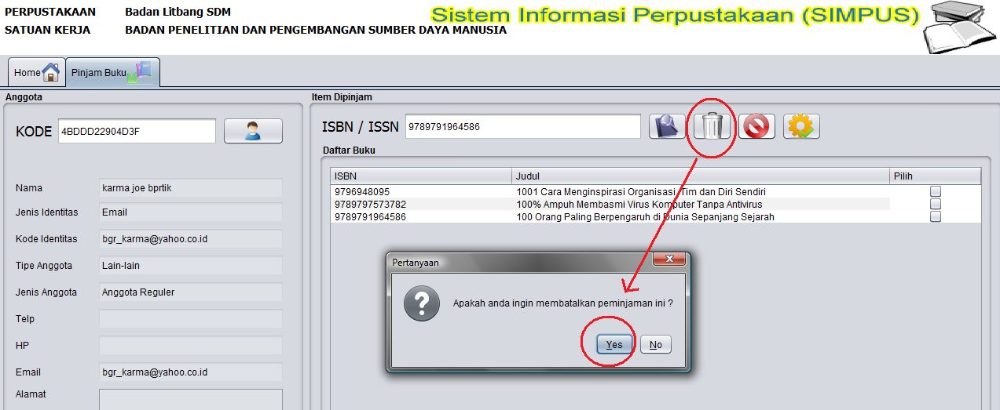 PERPUSTAKAAN Badan Litbang SDM
SATUAN KERJA BADAN PENELITIAN DAN PENGEMBANGAN SUMBER DAYA MANUSIA
Sistem Informasi Perpustakaan (SIMPUS)
Home Pinjam Buku
Anggota
KODE 4BDDD22904D3F
Nama karma joe bprtik
Jenis Identitas Email
Kode Identitas bgr_karma@yahoo.co.id
Tipe Anggota Lain-lain
Jenis Anggota Anggota Reguler
Telp
HP
Email bgr_karma@yahoo.co.id
Alamat
Item Dipinjam
ISBN / ISSN 9789791964586
Daftar Buku
ISBN Judul Pilih
9796948095 1001 Cara Menginspirasi Organisasi, Tim dan Diri Sendiri
9789797573782 100% Ampuh Membasmi Virus Komputer Tanpa Antivirus
9789791964586 100 Orang Paling Berpengaruh di Dunia Sepanjang Sejarah
Pertanyaan
Apakah anda ingin membatalkan peminjaman ini ?
Yes No